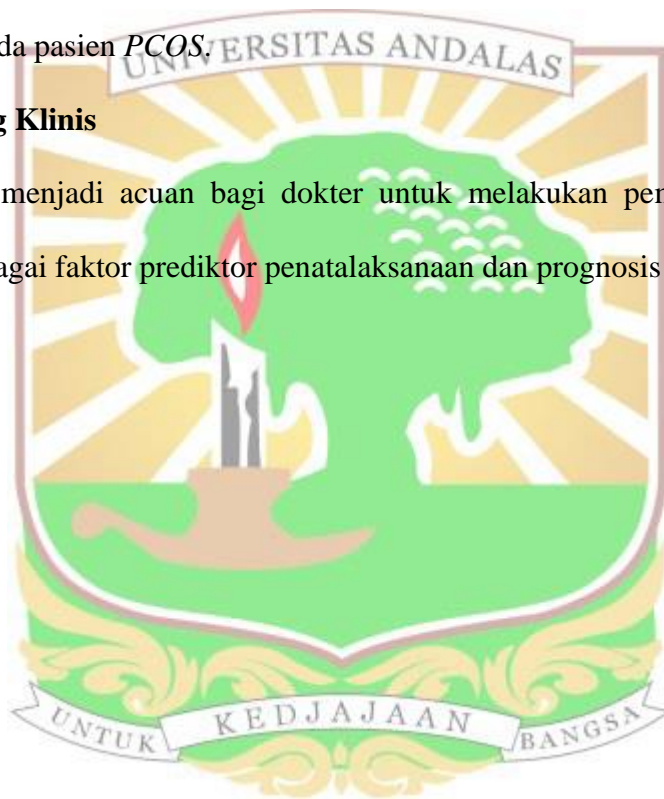 da pasien PCOS.
UNIVERSITAS ANDALAS
g Klinis
menjadi acuan bagi dokter untuk melakukan pen
agai faktor prediktor penatalaksanaan dan prognosis
UNTUK KEDJAJAAN BANGSA